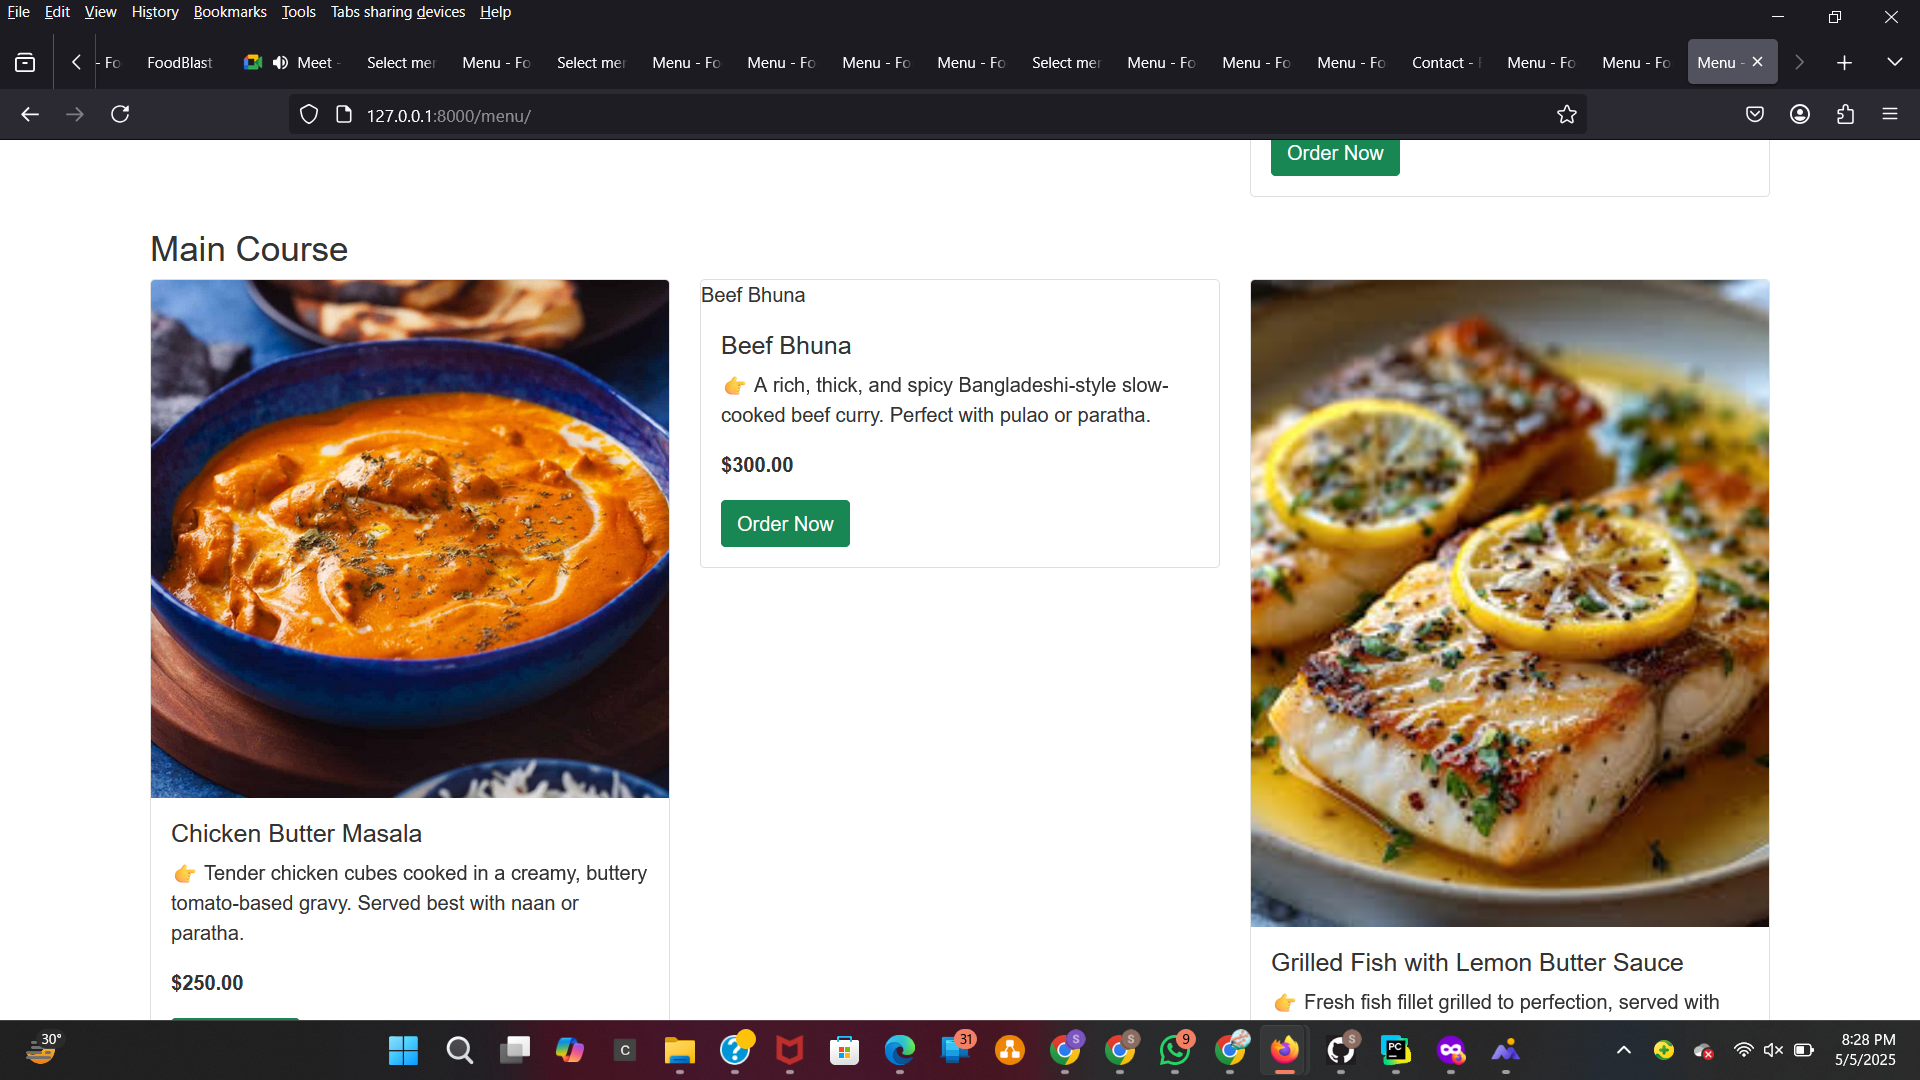 File Edit View History Bookmarks Tools Tabs sharing devices Help
- Fo FoodBlast Meet - Select mer Menu - Fo Select mer Menu - Fo Menu - Fo Menu - Fo Menu - Fo Select mer Menu - Fo Menu - Fo Menu - Fo Contact - Menu - Fo Menu - Fo Menu -
127.0.0.1:8000/menu/
Order Now
Main Course
Beef Bhuna
Beef Bhuna
👉 A rich, thick, and spicy Bangladeshi-style slow-
cooked beef curry. Perfect with pulao or paratha.
$300.00
Order Now
Chicken Butter Masala
👉 Tender chicken cubes cooked in a creamy, buttery
tomato-based gravy. Served best with naan or
paratha.
$250.00
Grilled Fish with Lemon Butter Sauce
👉 Fresh fish fillet grilled to perfection, served with
30°
C
31
S
S
9
S
PC
8:28 PM
5/5/2025